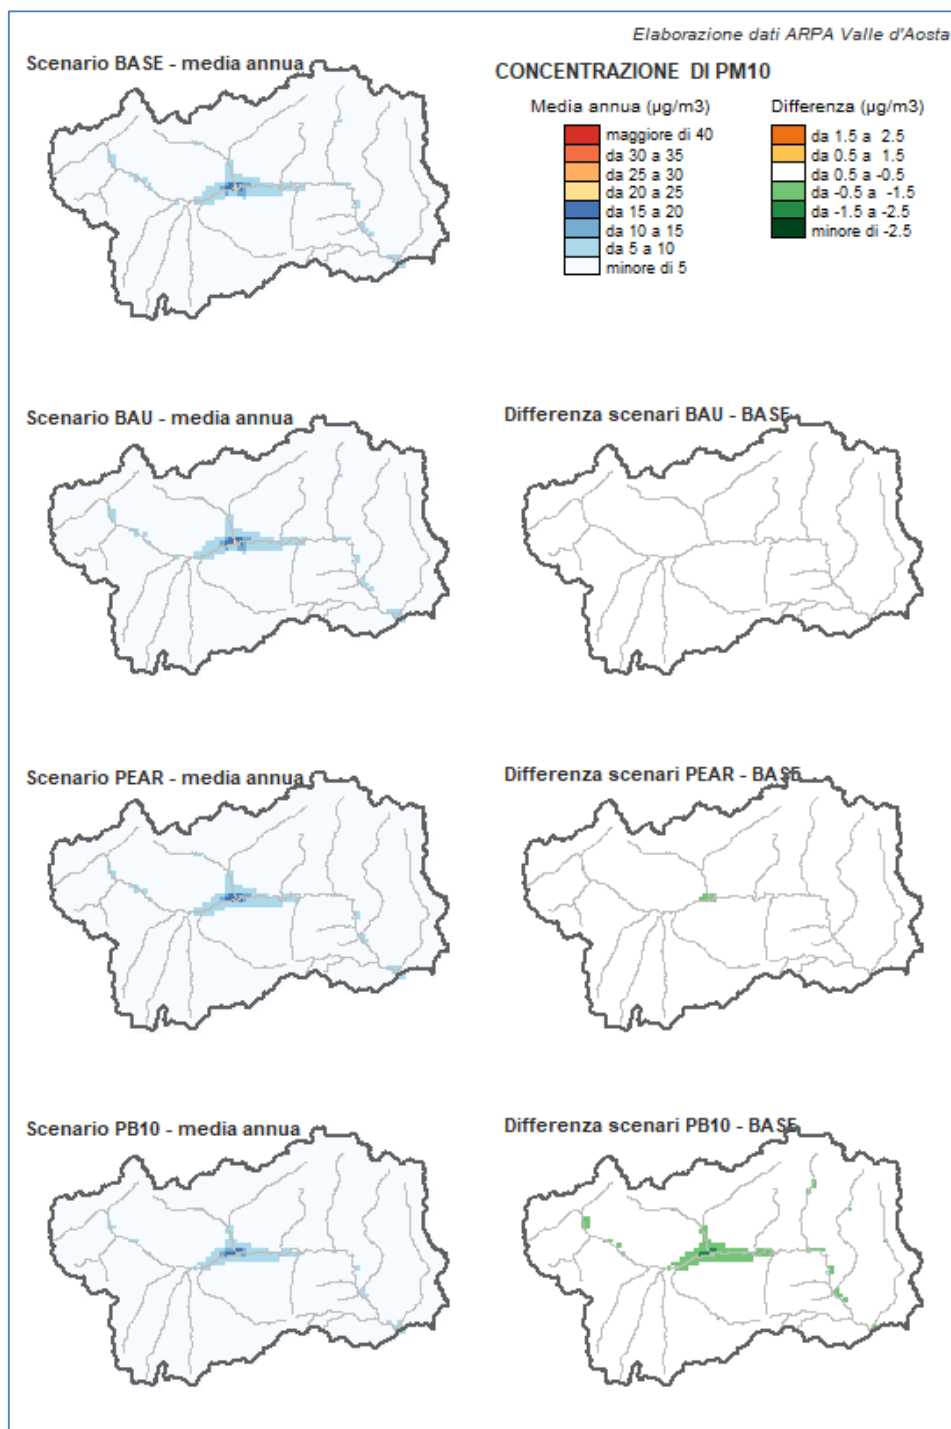 Elaborazione dati ARPA Valle d'Aosta
Scenario BASE - media annua
CONCENTRAZIONE DI PM10
Media annua (µg/m3)
maggiore di 40
da 30 a 35
da 25 a 30
da 20 a 25
da 15 a 20
da 10 a 15
da 5 a 10
minore di 5
Differenza (µg/m3)
da 1.5 a 2.5
da 0.5 a 1.5
da 0.5 a -0.5
da -0.5 a -1.5
da -1.5 a -2.5
minore di -2.5
Scenario BAU - media annua
Differenza scenari BAU - BASE
Scenario PEAR - media annua
Differenza scenari PEAR - BASE
Scenario PB10 - media annua
Differenza scenari PB10 - BASE